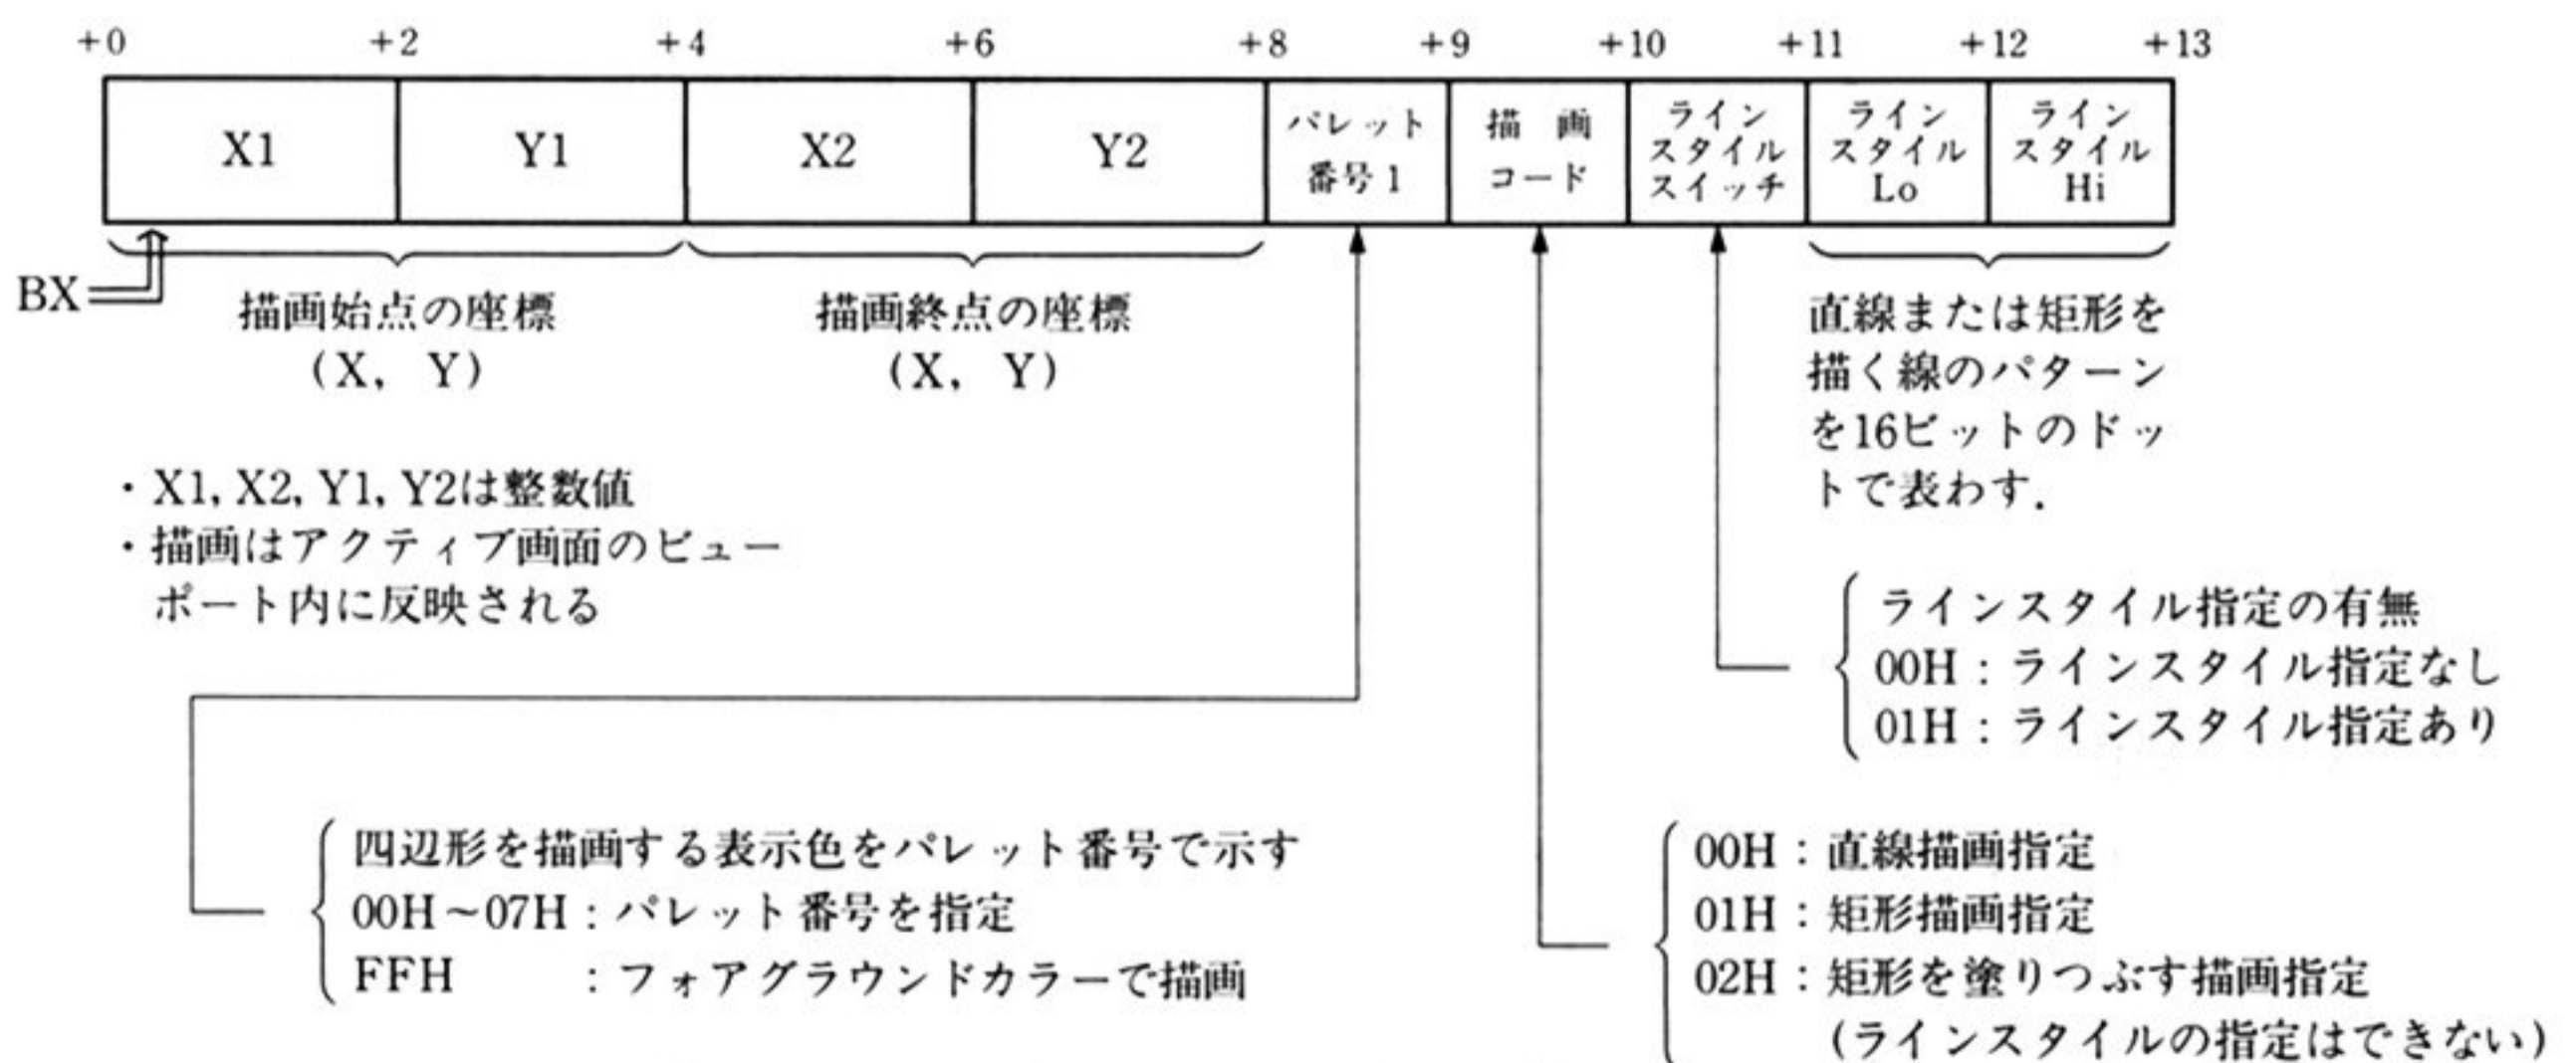 +0 +2 +4 +6 +8 +9 +10 +11 +12 +13
X1 Y1 X2 Y2
パレット
番号1
描 画
コード
ライン
スタイル
スイッチ
ライン
スタイル
Lo
ライン
スタイル
Hi
BX
描画始点の座標
(X, Y)
描画終点の座標
(X, Y)
直線または矩形を
描く線のパターン
を16ビットのドッ
トで表わす.
・X1, X2, Y1, Y2は整数値
・描画はアクティブ画面のビュー
ポート内に反映される
ラインスタイル指定の有無
00H : ラインスタイル指定なし
01H : ラインスタイル指定あり
四辺形を描画する表示色をパレット番号で示す
00H~07H : パレット番号を指定
FFH : フォアグラウンドカラーで描画
00H : 直線描画指定
01H : 矩形描画指定
02H : 矩形を塗りつぶす描画指定
(ラインスタイルの指定はできない)